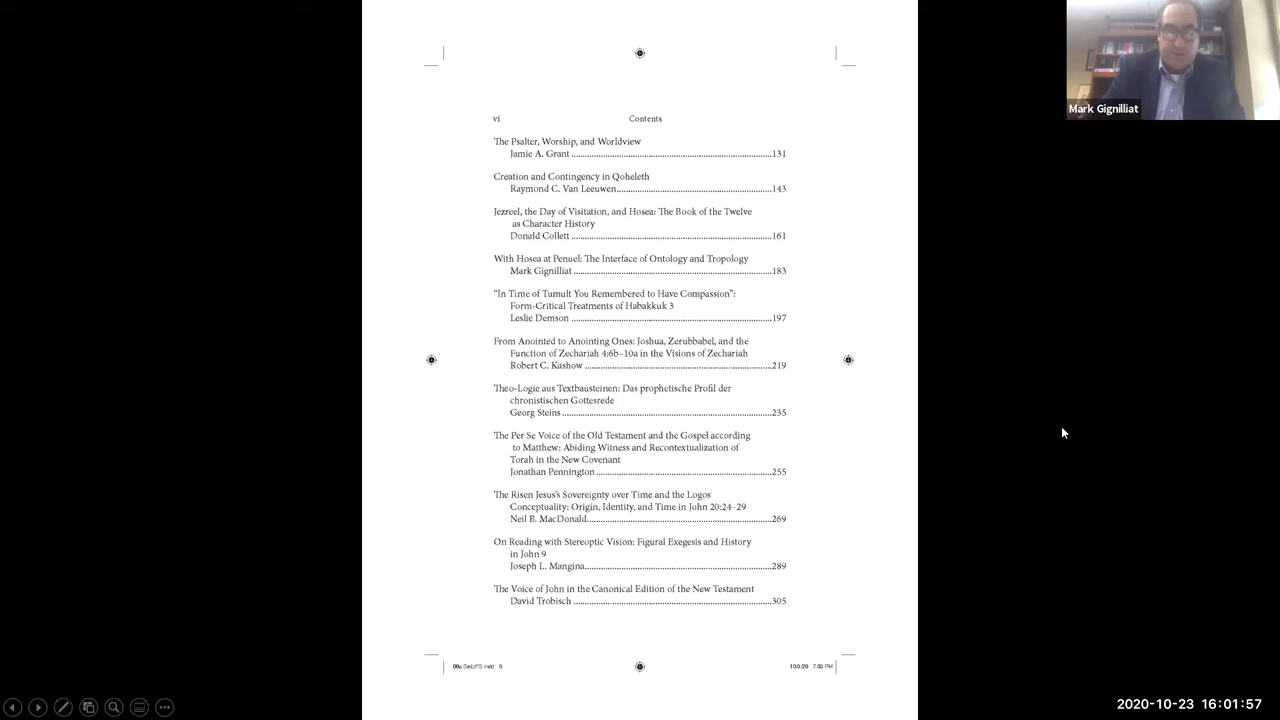 Mark Gignilliat
vi
Contents
The Psalter, Worship, and Worldview
Jamie A. Grant ........................................ 131
Creation and Contingency in Qoheleth
Raymond C. Van Leeuwen ........................................ 143
Jezreel, the Day of Visitation, and Hosea: The Book of the Twelve
as Character History
Donald Collett ........................................ 161
With Hosea at Penuel: The Interface of Ontology and Tropology
Mark Gignilliat ........................................ 183
“In Time of Tumult You Remembered to Have Compassion”:
Form-Critical Treatments of Habakkuk 3
Leslie Demson ........................................ 197
From Anointed to Anointing Ones: Joshua, Zerubbabel, and the
Function of Zechariah 4:6b–10a in the Visions of Zechariah
Robert C. Kashow ........................................ 219
Theo-Logie aus Textbausteinen: Das prophetische Profil der
chronistischen Gottesrede
Georg Steins ........................................ 235
The Per Se Voice of the Old Testament and the Gospel according
to Matthew: Abiding Witness and Recontextualization of
Torah in the New Covenant
Jonathan Pennington ........................................ 255
The Risen Jesus’s Sovereignty over Time and the Logos
Conceptuality: Origin, Identity, and Time in John 20:24–29
Neil B. MacDonald ........................................ 269
On Reading with Stereoptic Vision: Figural Exegesis and History
in John 9
Joseph L. Mangina ........................................ 289
The Voice of John in the Canonical Edition of the New Testament
David Trobisch ........................................ 305
6
7:03 PM
2020-10-23 16:01:57